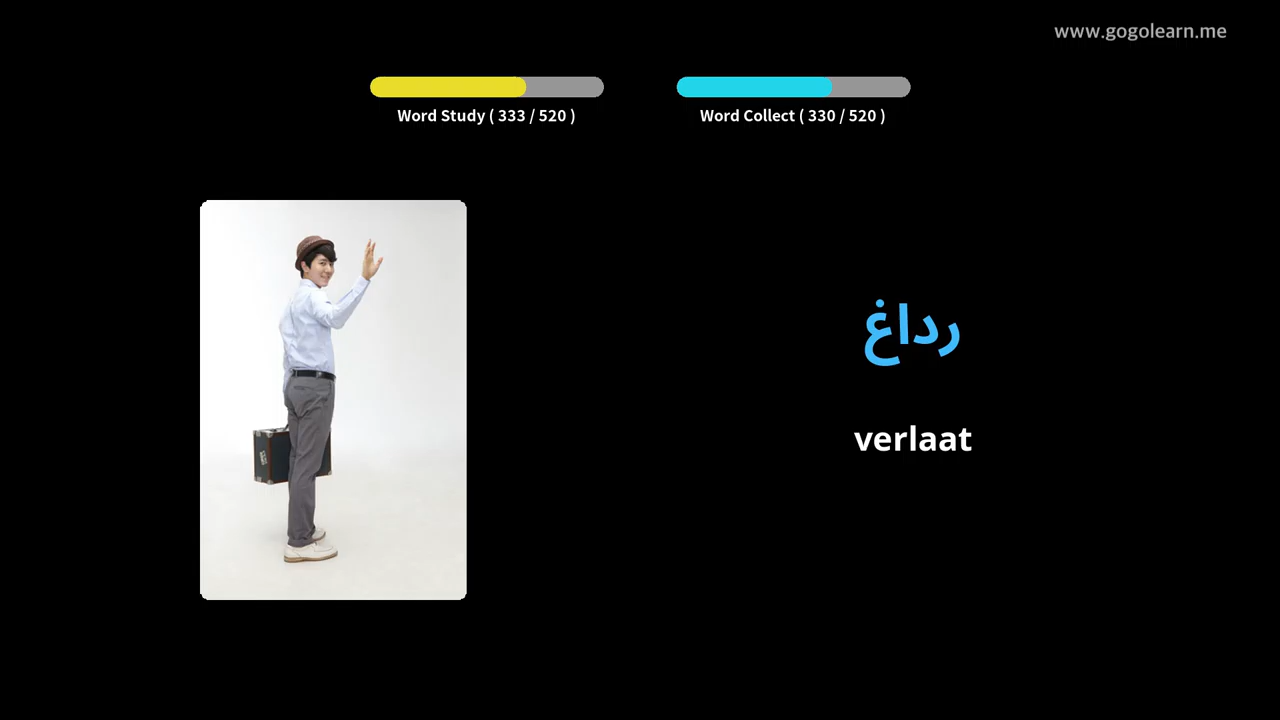 www.gogolearn.me
Word Study ( 333 / 520 )
Word Collect ( 330 / 520 )
رداغ
verlaat